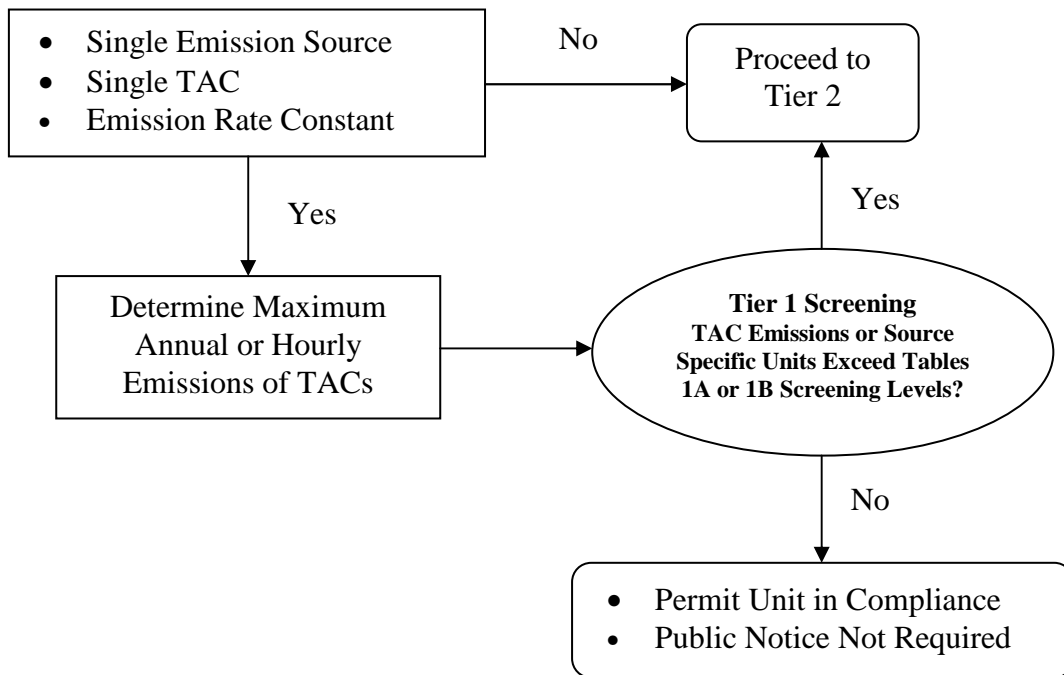 • Single Emission Source
• Single TAC
• Emission Rate Constant
No
Proceed to
Tier 2
Yes
Yes
Determine Maximum
Annual or Hourly
Emissions of TACs
Tier 1 Screening
TAC Emissions or Source
Specific Units Exceed Tables
1A or 1B Screening Levels?
No
• Permit Unit in Compliance
• Public Notice Not Required